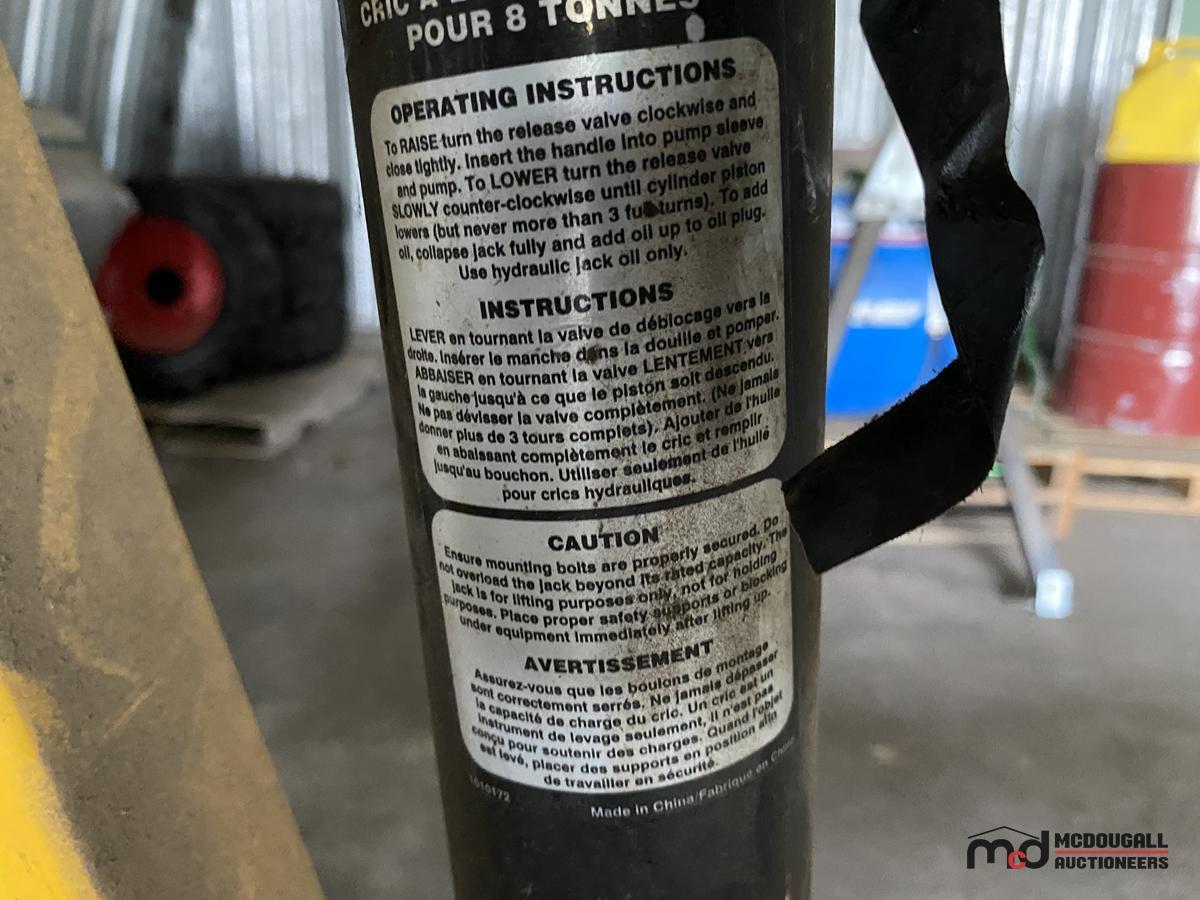 CRIC À
POUR 8 TONNES
OPERATING INSTRUCTIONS
To RAISE turn the release valve clockwise and
close tightly. Insert the handle into pump sleeve
and pump. To LOWER turn the release valve
SLOWLY counter-clockwise until cylinder piston
lowers (but never more than 3 full turns). To add
oil, collapse jack fully and add oil up to oil plug.
Use hydraulic jack oil only.
INSTRUCTIONS
LEVER en tournant la valve de déblocage vers la
droite. Insérer le manche dans la douille et pomper.
ABBAISER en tournant la valve LENTEMENT vers
la gauche jusqu'à ce que le piston soit descendu.
Ne pas dévisser la valve complètement. (Ne jamais
donner plus de 3 tours complets). Ajouter de l'huile
en abaissant complètement le cric et remplir
jusqu'au bouchon. Utiliser seulement de l'huile
pour crics hydrauliques.
CAUTION
Ensure mounting bolts are properly secured. Do
not overload the jack beyond its rated capacity. The
jack is for lifting purposes only, not for holding
purposes. Place proper safety supports or blocking
under equipment immediately after lifting up.
AVERTISSEMENT
Assurez-vous que les boulons de montage
sont correctement serrés. Ne jamais dépasser
la capacité de charge du cric. Un cric est un
instrument de levage seulement, il n'est pas
conçu pour soutenir des charges. Quand l'objet
est levé, placer des supports en position afin
de travailler en sécurité.
Made in China/Fabriqué en Chine
mcd MCDOUGALL
AUCTIONEERS